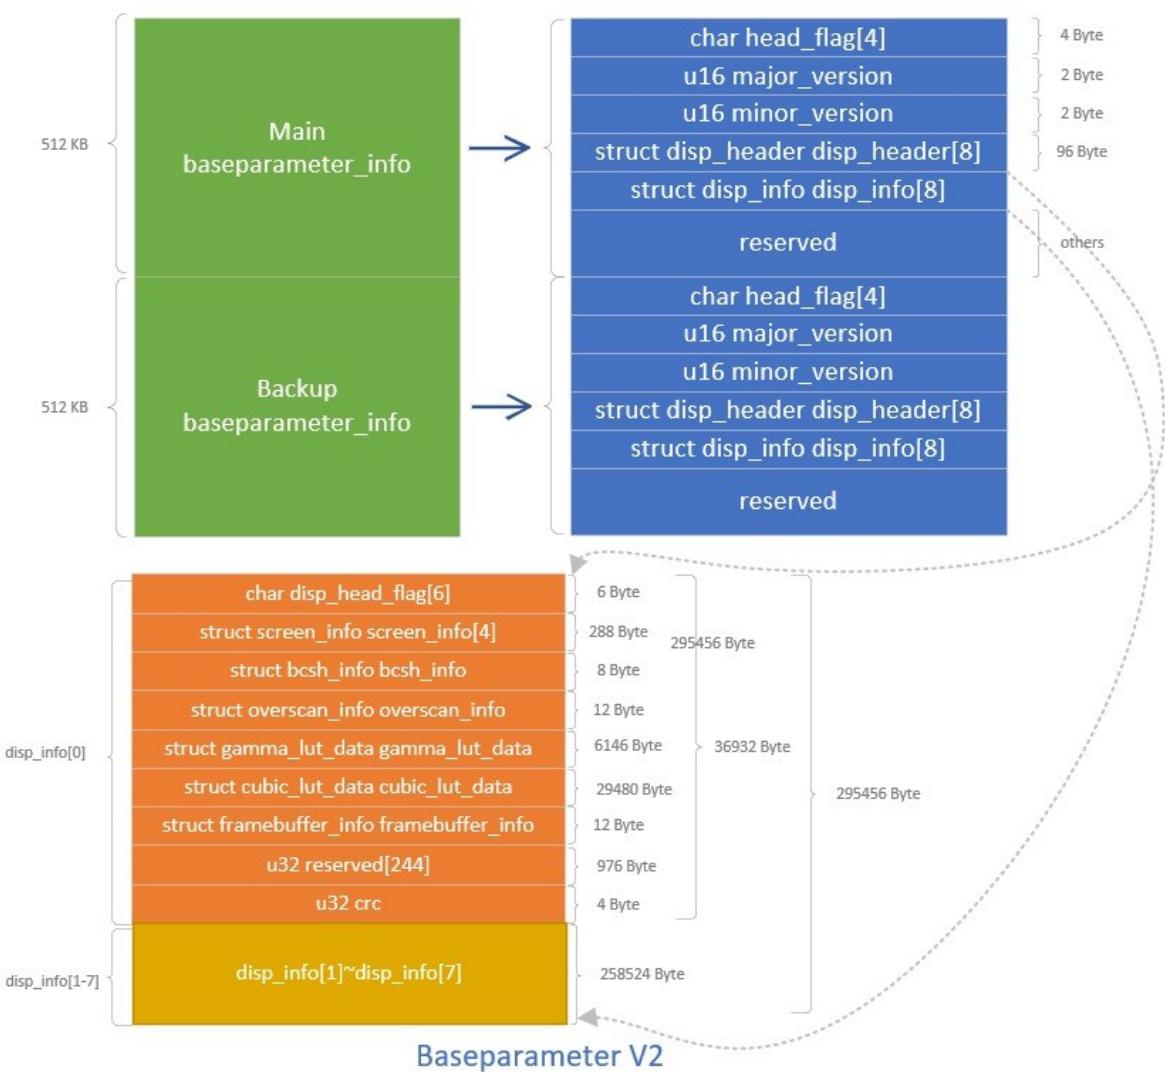 512 KB
Main
baseparameter_info
char head_flag[4]
4 Byte
u16 major_version
2 Byte
u16 minor_version
2 Byte
struct disp_header disp_header[8]
96 Byte
struct disp_info disp_info[8]
reserved
others
512 KB
Backup
baseparameter_info
char head_flag[4]
u16 major_version
u16 minor_version
struct disp_header disp_header[8]
struct disp_info disp_info[8]
reserved
disp_info[0]
char disp_head_flag[6]
6 Byte
struct screen_info screen_info[4]
288 Byte
295456 Byte
struct bcsh_info bcsh_info
8 Byte
struct overscan_info overscan_info
12 Byte
struct gamma_lut_data gamma_lut_data
6146 Byte
36932 Byte
struct cubic_lut_data cubic_lut_data
29480 Byte
295456 Byte
struct framebuffer_info framebuffer_info
12 Byte
u32 reserved[244]
976 Byte
u32 crc
4 Byte
disp_info[1-7]
disp_info[1]~disp_info[7]
258524 Byte
Baseparameter V2